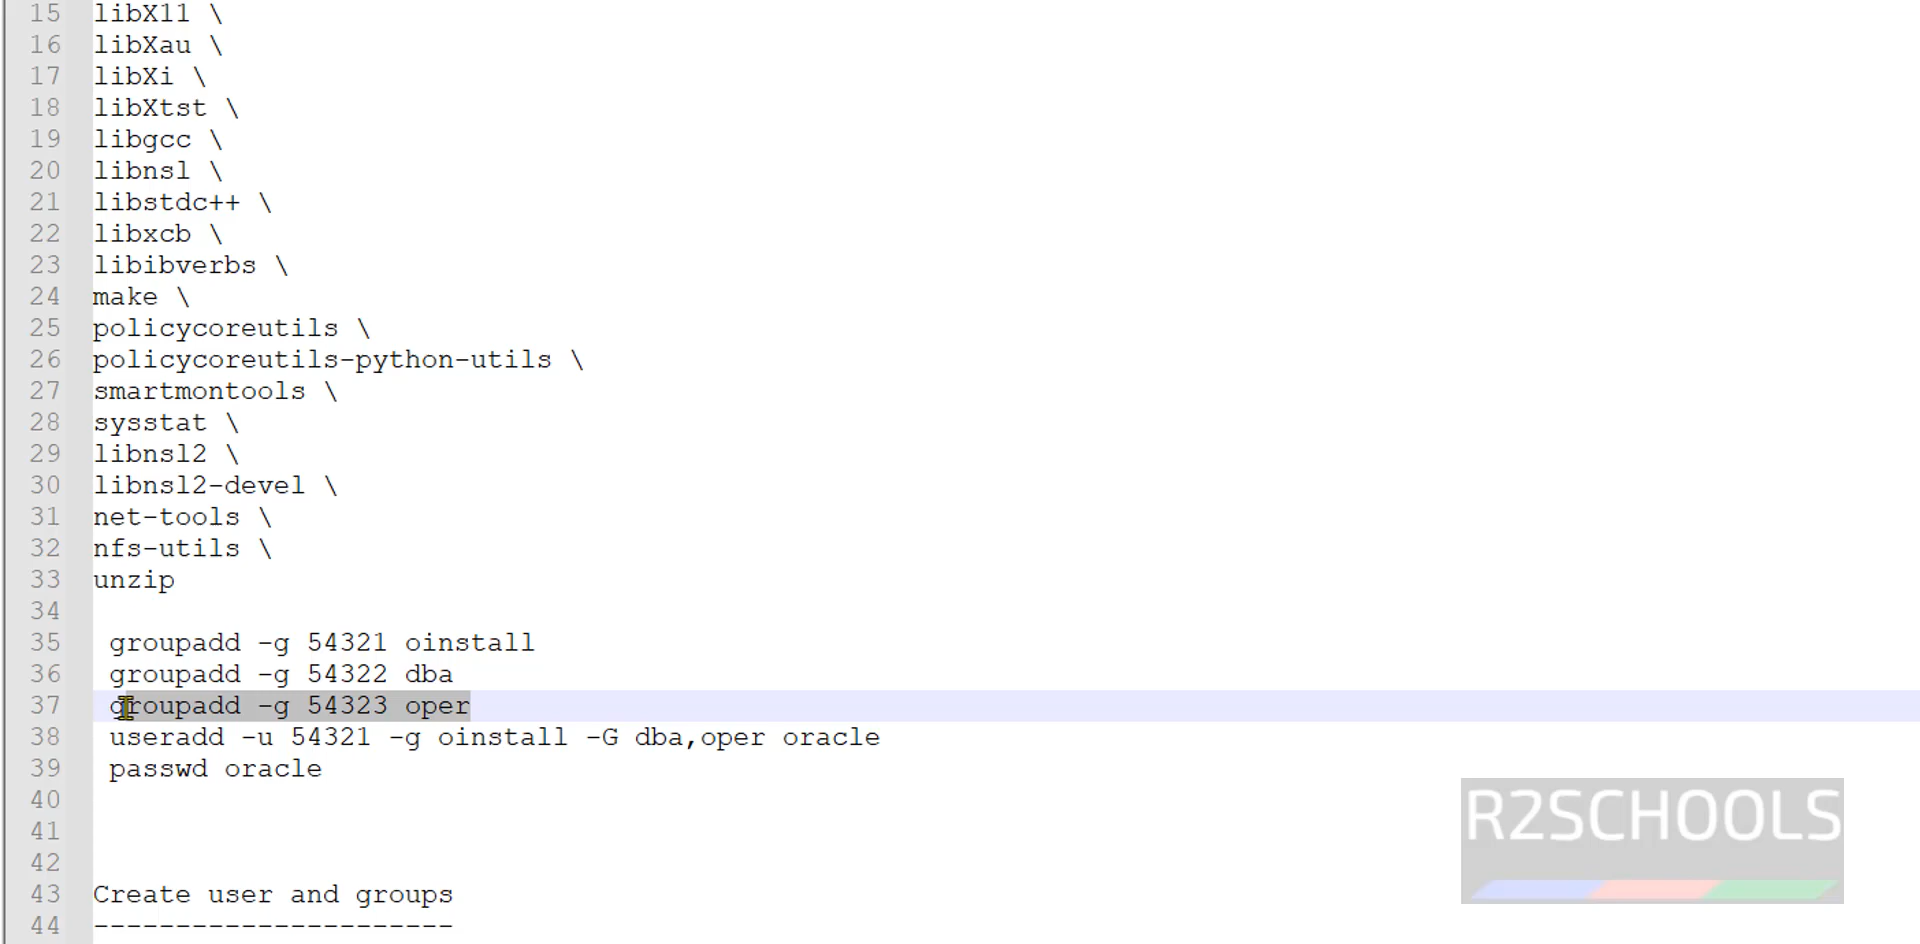 15 libX11 \
16 libXau \
17 libXi \
18 libXtst \
19 libgcc \
20 libnsl \
21 libstdc++ \
22 libxcb \
23 libibverbs \
24 make \
25 policycoreutils \
26 policycoreutils-python-utils \
27 smartmontools \
28 sysstat \
29 libnsl2 \
30 libnsl2-devel \
31 net-tools \
32 nfs-utils \
33 unzip
34
35 groupadd -g 54321 oinstall
36 groupadd -g 54322 dba
37 groupadd -g 54323 oper
38 useradd -u 54321 -g oinstall -G dba,oper oracle
39 passwd oracle
40
41
42
43 Create user and groups
44 ----------------------
R2SCHOOLS